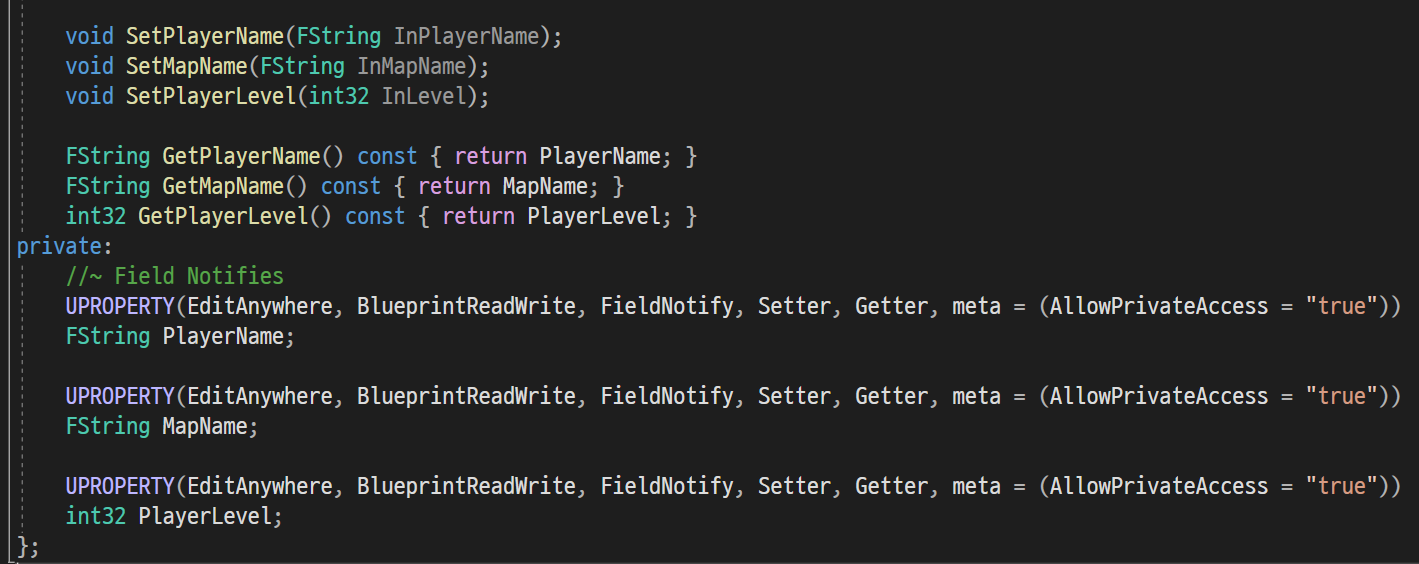 void SetPlayerName(FString InPlayerName);
void SetMapName(FString InMapName);
void SetPlayerLevel(int32 InLevel);
FString GetPlayerName() const { return PlayerName; }
FString GetMapName() const { return MapName; }
int32 GetPlayerLevel() const { return PlayerLevel; }
private:
//~ Field Notifies
UPROPERTY(EditAnywhere, BlueprintReadWrite, FieldNotify, Setter, Getter, meta = (AllowPrivateAccess = "true"))
FString PlayerName;
UPROPERTY(EditAnywhere, BlueprintReadWrite, FieldNotify, Setter, Getter, meta = (AllowPrivateAccess = "true"))
FString MapName;
UPROPERTY(EditAnywhere, BlueprintReadWrite, FieldNotify, Setter, Getter, meta = (AllowPrivateAccess = "true"))
int32 PlayerLevel;
};